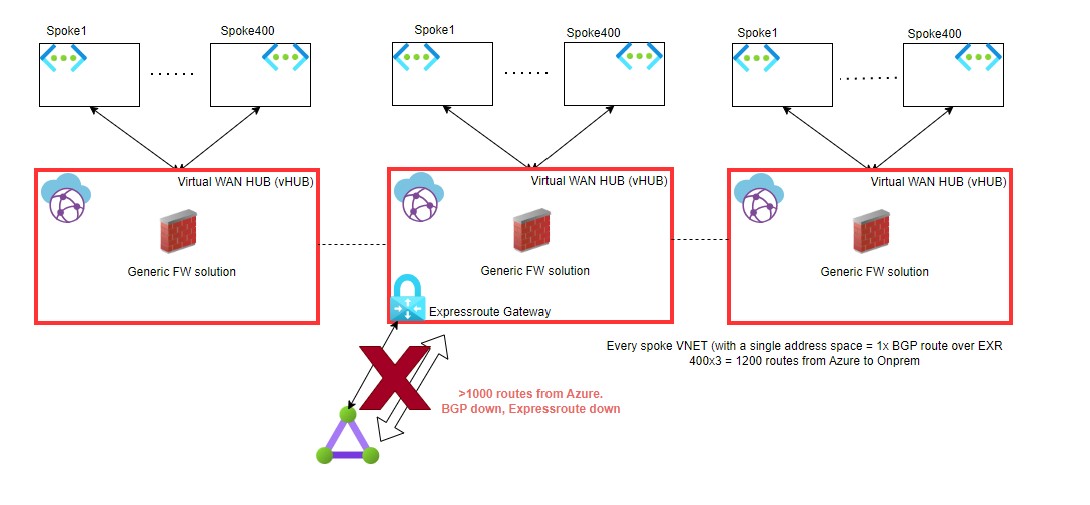 Spoke1
Spoke400
Spoke1
Spoke400
Spoke1
Spoke400
Virtual WAN HUB (vHUB)
Virtual WAN HUB (vHUB)
Virtual WAN HUB (vHUB)
Generic FW solution
Generic FW solution
Generic FW solution
Expressroute Gateway
Every spoke VNET (with a single address space = 1x BGP route over EXR
400x3 = 1200 routes from Azure to Onprem
>1000 routes from Azure.
BGP down, Expressroute down